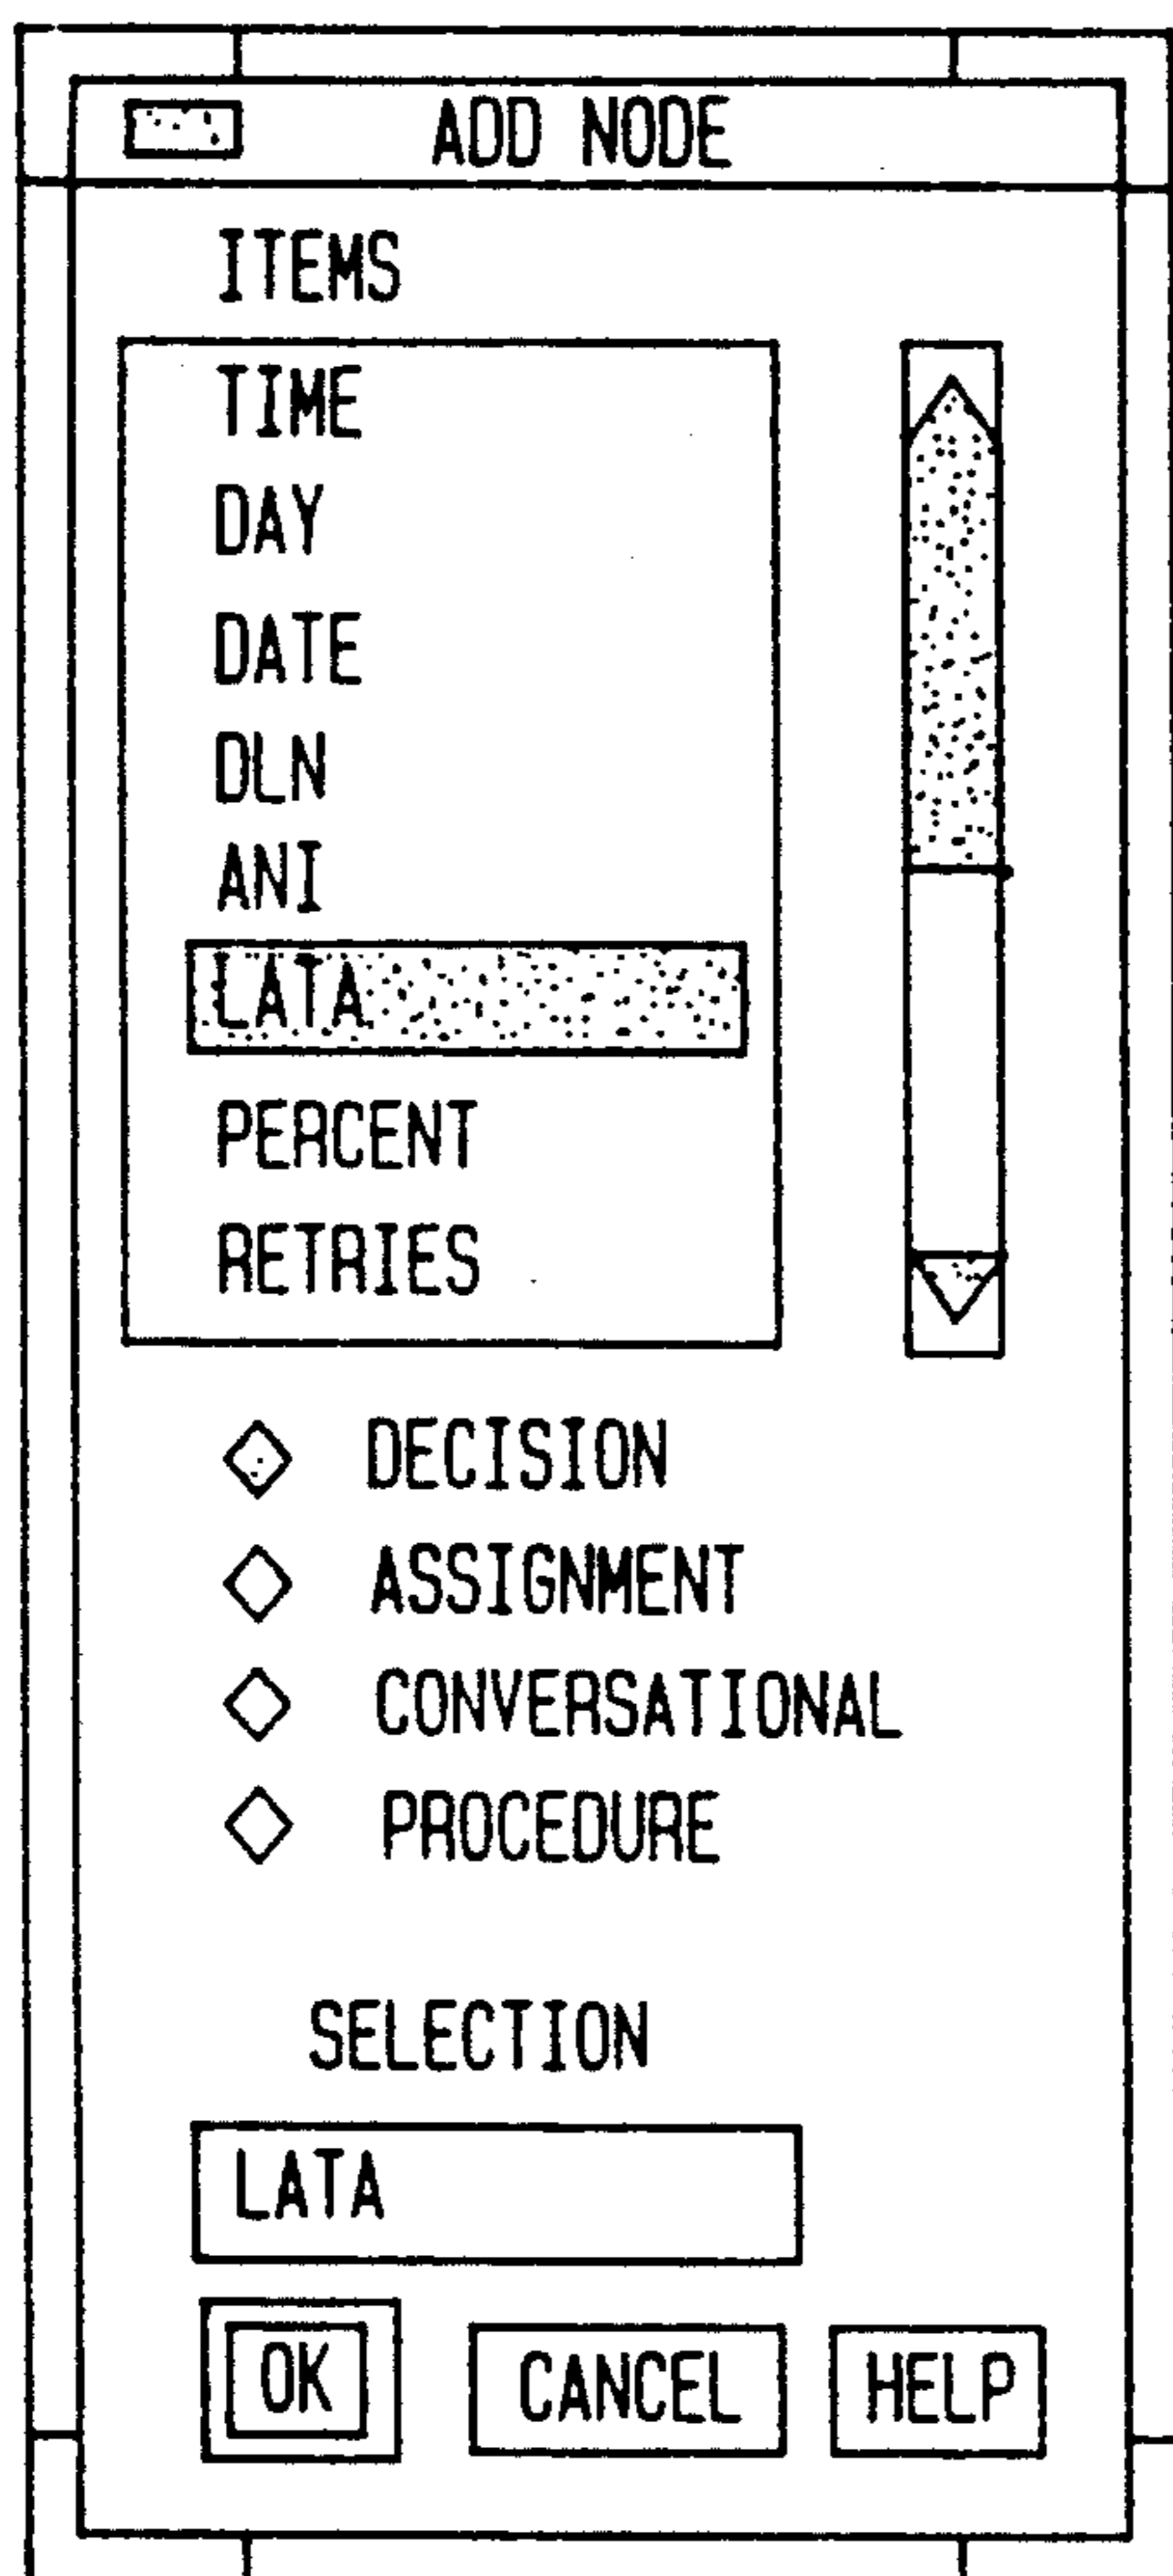 ADD NODE
ITEMS
TIME
DAY
DATE
DLN
ANI
LATA
PERCENT
RETRIES
DECISION
ASSIGNMENT
CONVERSATIONAL
PROCEDURE
SELECTION
LATA
OK CANCEL HELP